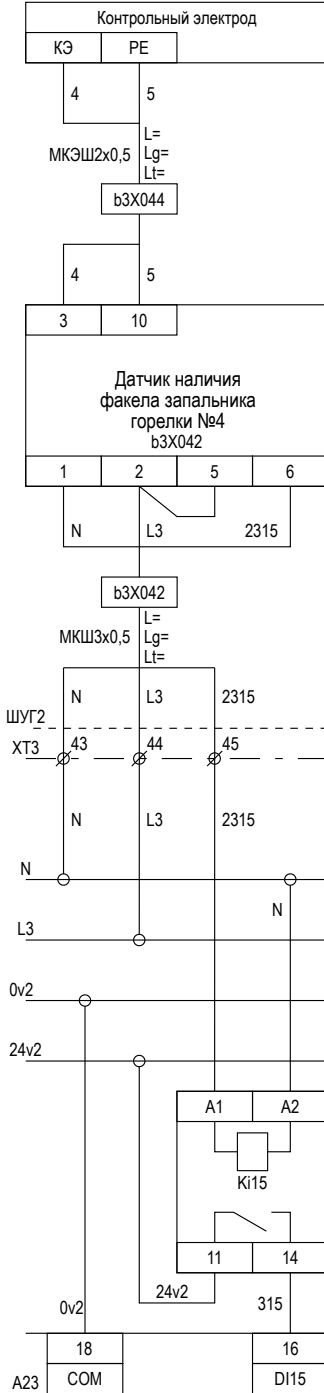 Контрольный электрод
КЭ PE
4 5
МКЭШ2х0,5
L=
Lg=
Lt=
b3X044
4 5
3 10
Датчик наличия
факела запальника
горелки №4
b3X042
1 2 5 6
N L3 2315
b3X042
МКШ3х0,5
L=
Lg=
Lt=
N L3 2315
ШУГ2
XT3 43 44 45
N L3 2315
N
N
L3
0v2
24v2
A1 A2
Ki15
11 14
24v2
0v2 315
18 16
A23 COM DI15